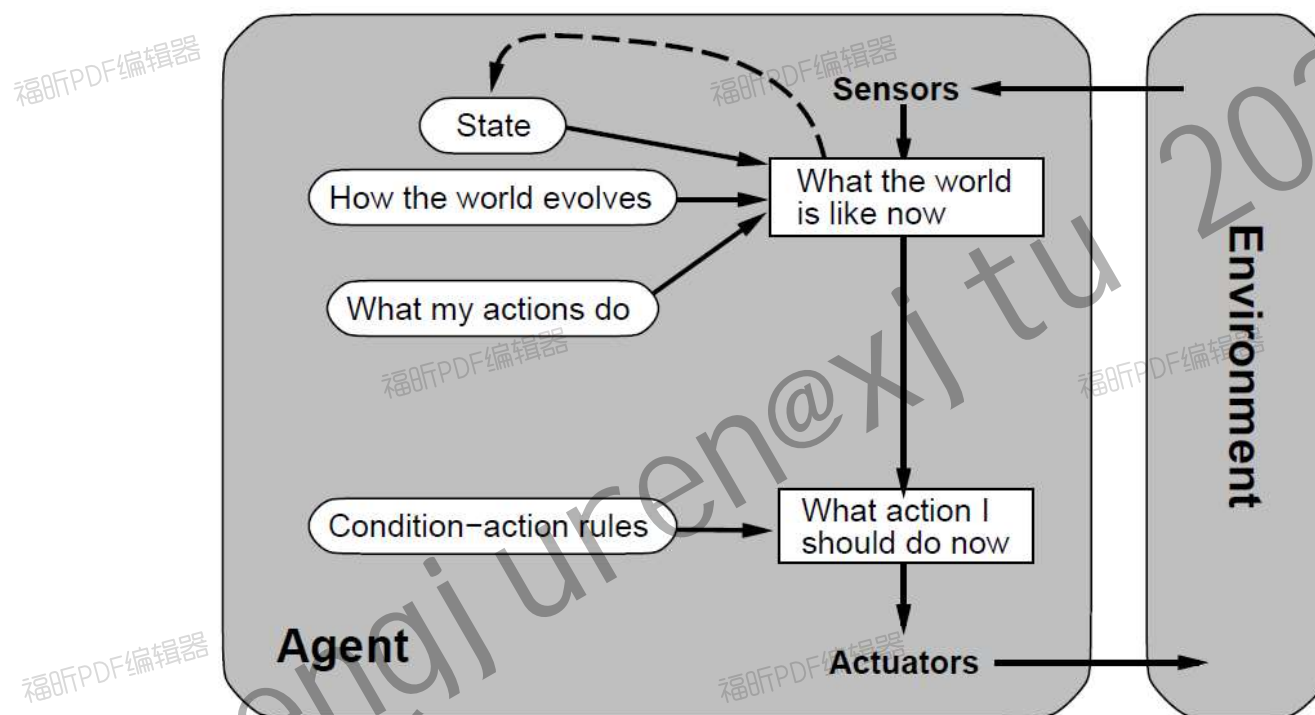 福昕PDF编辑器
福昕PDF编辑器
Sensors
State
What the world
is like now
How the world evolves
What my actions do
Environment
福昕PDF编辑器
福昕PDF编辑器
What action I
should do now
Condition-action rules
Agent
Actuators
福昕PDF编辑器
福昕PDF编辑器